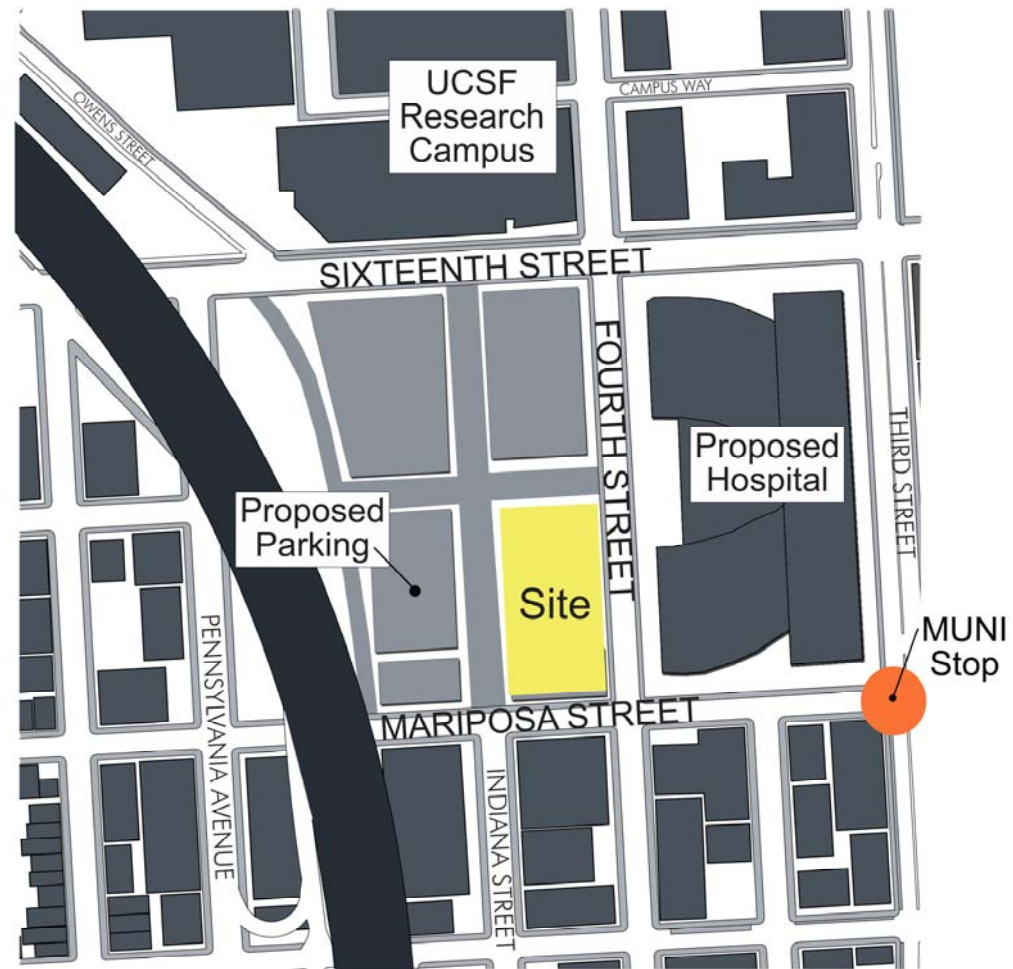 UCSF
Research
Campus
CAMPUS WAY
OWENS STREET
SIXTEENTH STREET
FOURTH STREET
THIRD STREET
Proposed
Hospital
Proposed
Parking
Site
PENNSYLVANIA AVENUE
MUNI
Stop
MARIPOSA STREET
INDIANA STREET